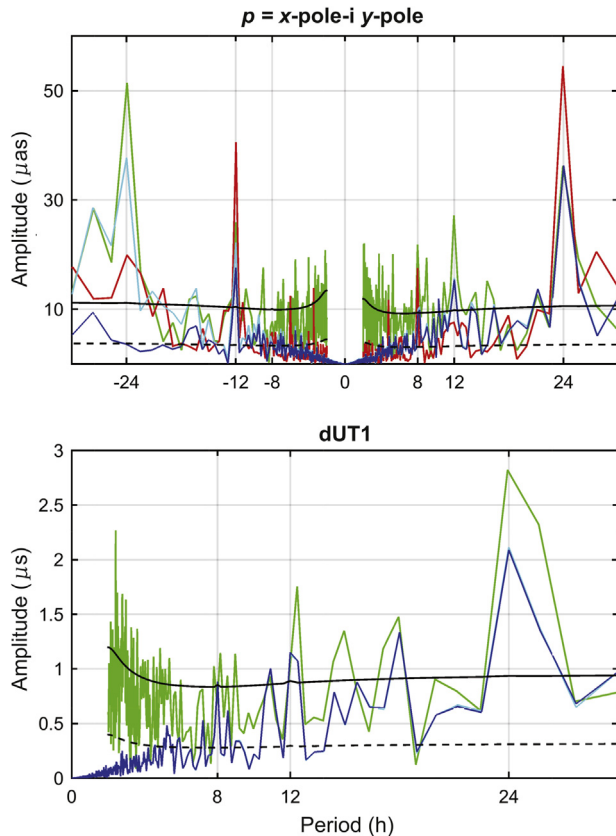 p = x-pole-i y-pole
Amplitude (μas)
50
30
10
-24 -12 -8 0 8 12 24
dUT1
Amplitude (μs)
3
2.5
2
1.5
1
0.5
0
0 8 12 24
Period (h)